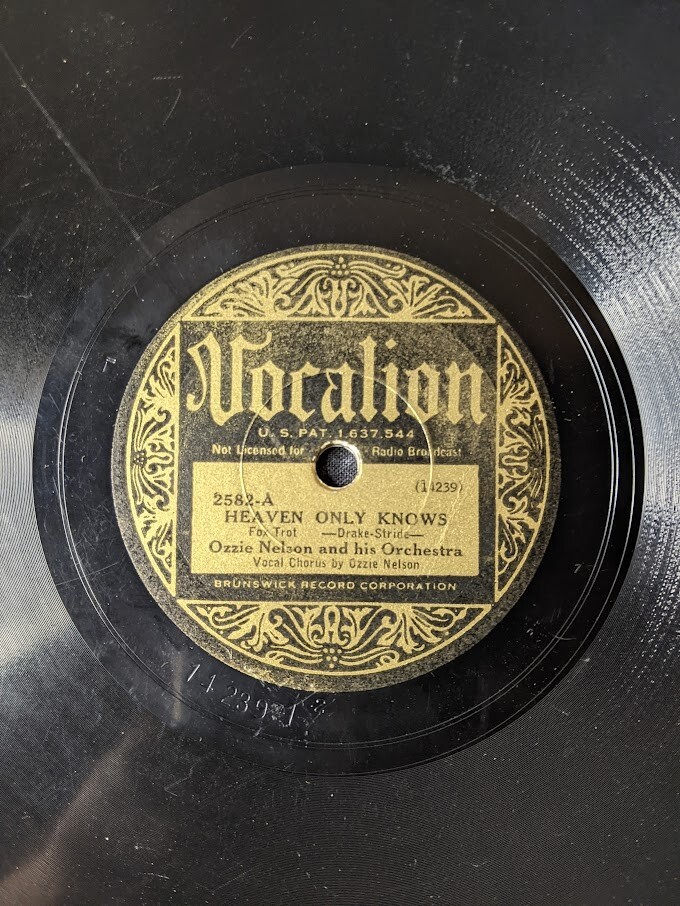 Vocalion
U. S. PAT. 1,637,544
Not Licensed for Radio Broadcast
2582-A (14239)
HEAVEN ONLY KNOWS
Fox Trot —Drake-Stride—
Ozzie Nelson and his Orchestra
Vocal Chorus by Ozzie Nelson
BRUNSWICK RECORD CORPORATION
14239